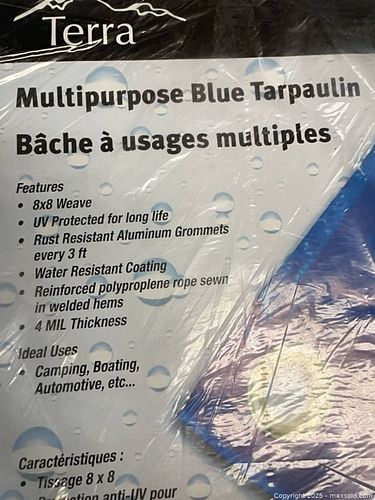 Terra
Multipurpose Blue Tarpaulin
Bâche à usages multiples
Features
• 8x8 Weave
• UV Protected for long life
• Rust Resistant Aluminum Grommets
every 3 ft
• Water Resistant Coating
• Reinforced polyproplene rope sewn
in welded hems
• 4 MIL Thickness
Ideal Uses
• Camping, Boating,
Automotive, etc...
Caractéristiques :
• Tissage 8 x 8
anti-UV pour
Copyright 2025 - maxsold.com